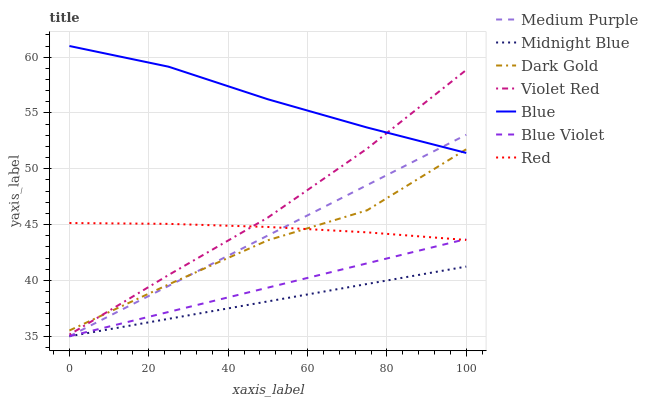 title
Medium Purple
Midnight Blue
Dark Gold
Violet Red
Blue
Blue Violet
Red
yaxis_label
60
55
50
45
40
35
0
20
40
60
80
100
xaxis_label